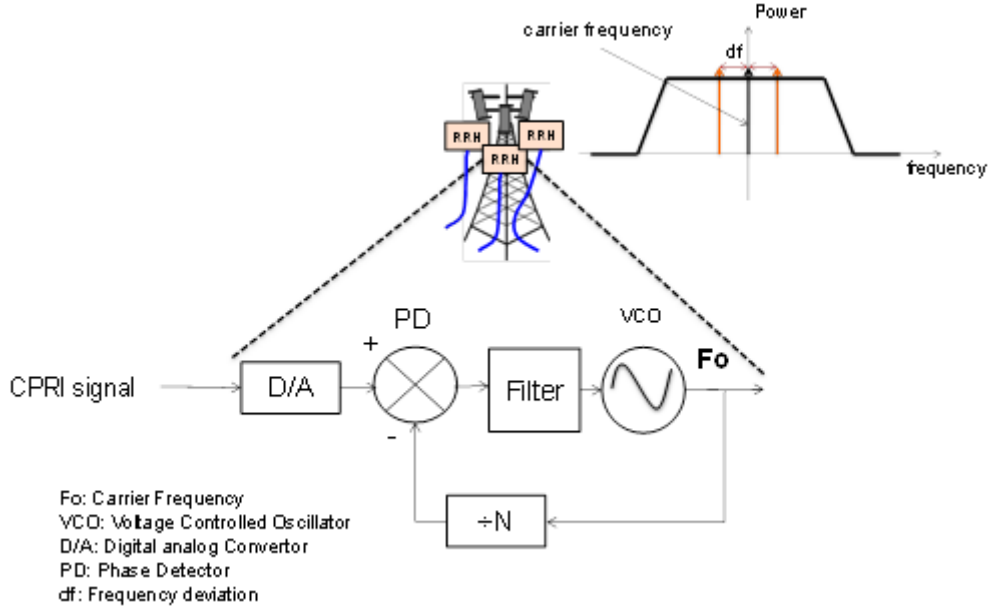 Power
carrier frequency
df
RRH
RRH
RRH
frequency
PD
VCO
+
Fo
CPRI signal
D/A
Filter
-
÷N
Fo: Carrier Frequency
VCO: Voltage Controlled Oscillator
D/A: Digital analog Convertor
PD: Phase Detector
df: Frequency deviation